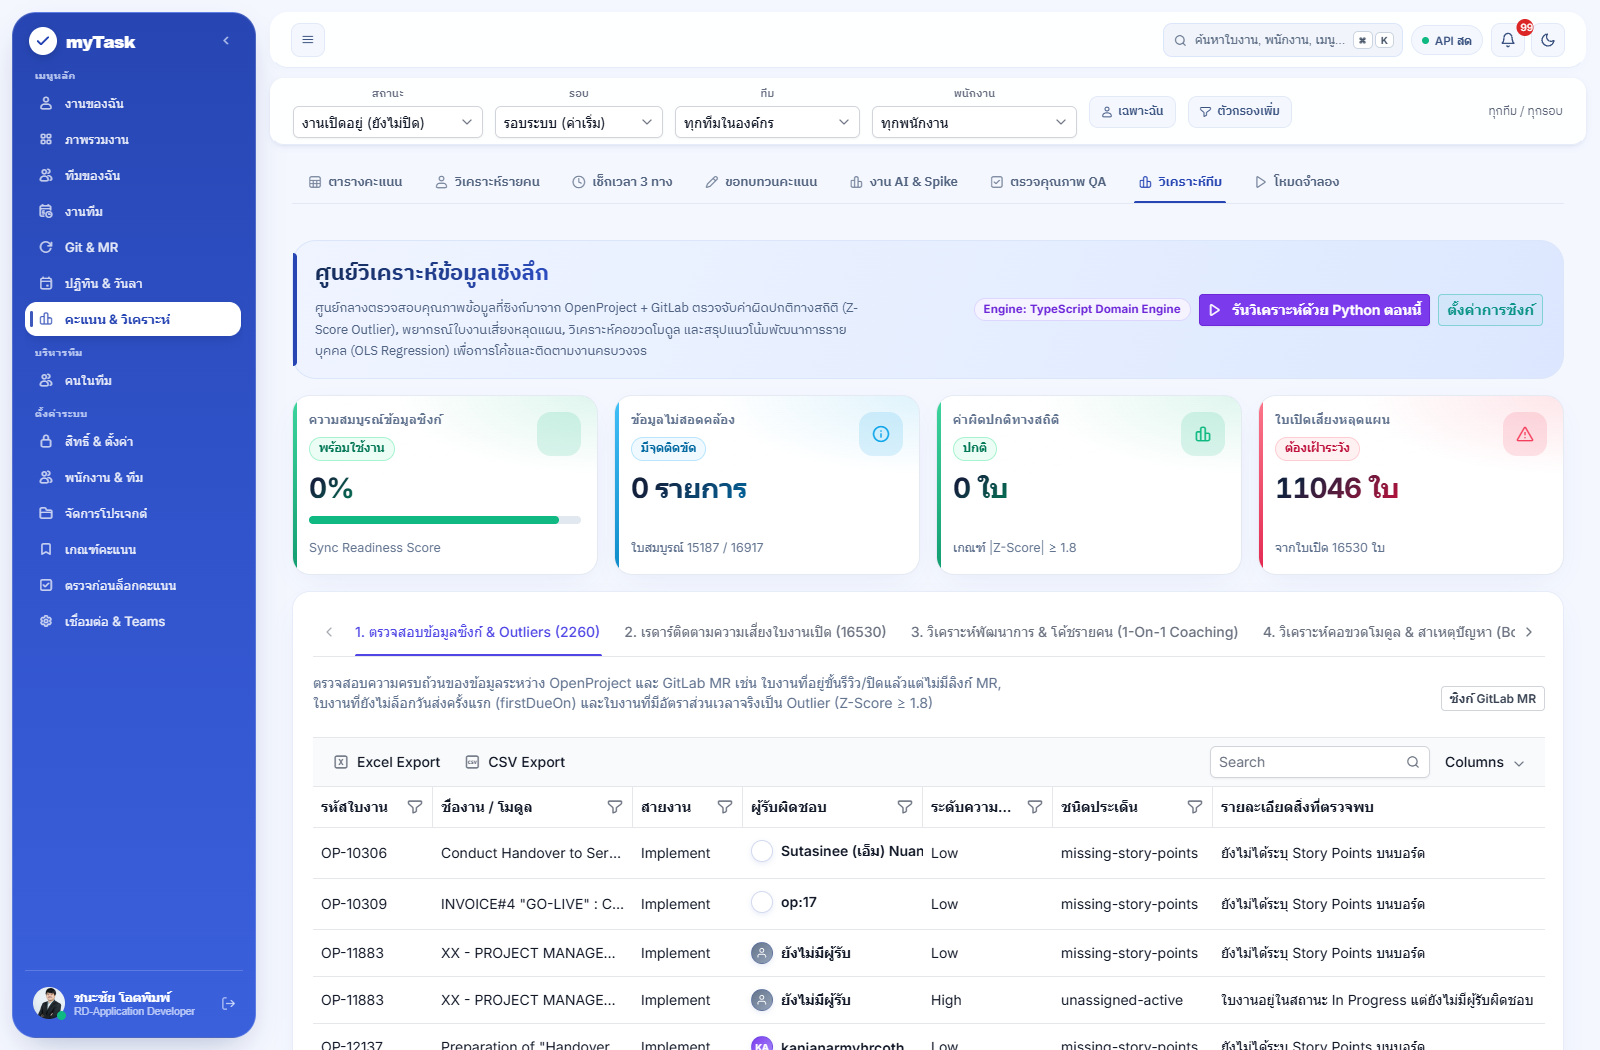 myTask
เมนูหลัก
งานของฉัน
ภาพรวมงาน
ทีมของฉัน
งานทีม
Git & MR
ปฏิทิน & วันลา
คะแนน & วิเคราะห์
บริหารทีม
คนในทีม
ตั้งค่าระบบ
สิทธิ์ & ตั้งค่า
พนักงาน & ทีม
จัดการโปรเจกต์
เกณฑ์คะแนน
ตรวจก่อนล็อกคะแนน
เชื่อมต่อ & Teams
ชนะชัย โอดพิมพ์
RD-Application Developer
ค้นหาใบงาน, พนักงาน, เมนู... ⌘ K
API สด
99
สถานะ
งานเปิดอยู่ (ยังไม่ปิด)
รอบ
รอบระบบ (ค่าเริ่ม)
ทีม
ทุกทีมในองค์กร
พนักงาน
ทุกพนักงาน
เฉพาะฉัน
ตัวกรองเพิ่ม
ทุกทีม / ทุกรอบ
ตารางคะแนน
วิเคราะห์รายคน
เช็กเวลา 3 ทาง
ขอทบทวนคะแนน
งาน AI & Spike
ตรวจคุณภาพ QA
วิเคราะห์ทีม
โหมดจำลอง
ศูนย์วิเคราะห์ข้อมูลเชิงลึก
ศูนย์กลางตรวจสอบคุณภาพข้อมูลที่ซิงก์มาจาก OpenProject + GitLab ตรวจจับค่าผิดปกติทางสถิติ (Z-
Score Outlier), พยากรณ์ใบงานเสี่ยงหลุดแผน, วิเคราะห์คอขวดโมดูล และสรุปแนวโน้มพัฒนาการราย
บุคคล (OLS Regression) เพื่อการโค้ชและติดตามงานครบวงจร
Engine: TypeScript Domain Engine
รันวิเคราะห์ด้วย Python ตอนนี้
ตั้งค่าการซิงก์
ความสมบูรณ์ข้อมูลซิงก์
พร้อมใช้งาน
0%
Sync Readiness Score
ข้อมูลไม่สอดคล้อง
มีจุดติดขัด
0 รายการ
ใบสมบูรณ์ 15187 / 16917
ค่าผิดปกติทางสถิติ
ปกติ
0 ใบ
เกณฑ์ |Z-Score| ≥ 1.8
ใบเปิดเสี่ยงหลุดแผน
ต้องเฝ้าระวัง
11046 ใบ
จากใบเปิด 16530 ใบ
1. ตรวจสอบข้อมูลซิงก์ & Outliers (2260)
2. เรดาร์ติดตามความเสี่ยงใบงานเปิด (16530)
3. วิเคราะห์พัฒนาการ & โค้ชรายคน (1-On-1 Coaching)
4. วิเคราะห์คอขวดโมดูล & สาเหตุปัญหา (Bc
ตรวจสอบความครบถ้วนของข้อมูลระหว่าง OpenProject และ GitLab MR เช่น ใบงานที่อยู่ขั้นรีวิว/ปิดแล้วแต่ไม่มีลิงก์ MR,
ใบงานที่ยังไม่ล็อกวันส่งครั้งแรก (firstDueOn) และใบงานที่มีอัตราส่วนเวลาจริงเป็น Outlier (Z-Score ≥ 1.8)
ซิงก์ GitLab MR
Excel Export CSV Export Search Columns
รหัสใบงาน ชื่องาน / โมดูล สายงาน ผู้รับผิดชอบ ระดับความ... ชนิดประเด็น รายละเอียดสิ่งที่ตรวจพบ
OP-10306 Conduct Handover to Ser... Implement Sutasinee (เอ็ม) Nuan Low missing-story-points ยังไม่ได้ระบุ Story Points บนบอร์ด
OP-10309 INVOICE#4 "GO-LIVE" : C... Implement op:17 Low missing-story-points ยังไม่ได้ระบุ Story Points บนบอร์ด
OP-11883 XX - PROJECT MANAGE... Implement ยังไม่มีผู้รับ Low missing-story-points ยังไม่ได้ระบุ Story Points บนบอร์ด
OP-11883 XX - PROJECT MANAGE... Implement ยังไม่มีผู้รับ High unassigned-active ใบงานอยู่ในสถานะ In Progress แต่ยังไม่มีผู้รับผิดชอบ
OP-12137 Preparation of "Handover Implement KA kanjanarmyhrcoth Low missing-story-points ยังไม่ได้ระบุ Story Points บนบอร์ด